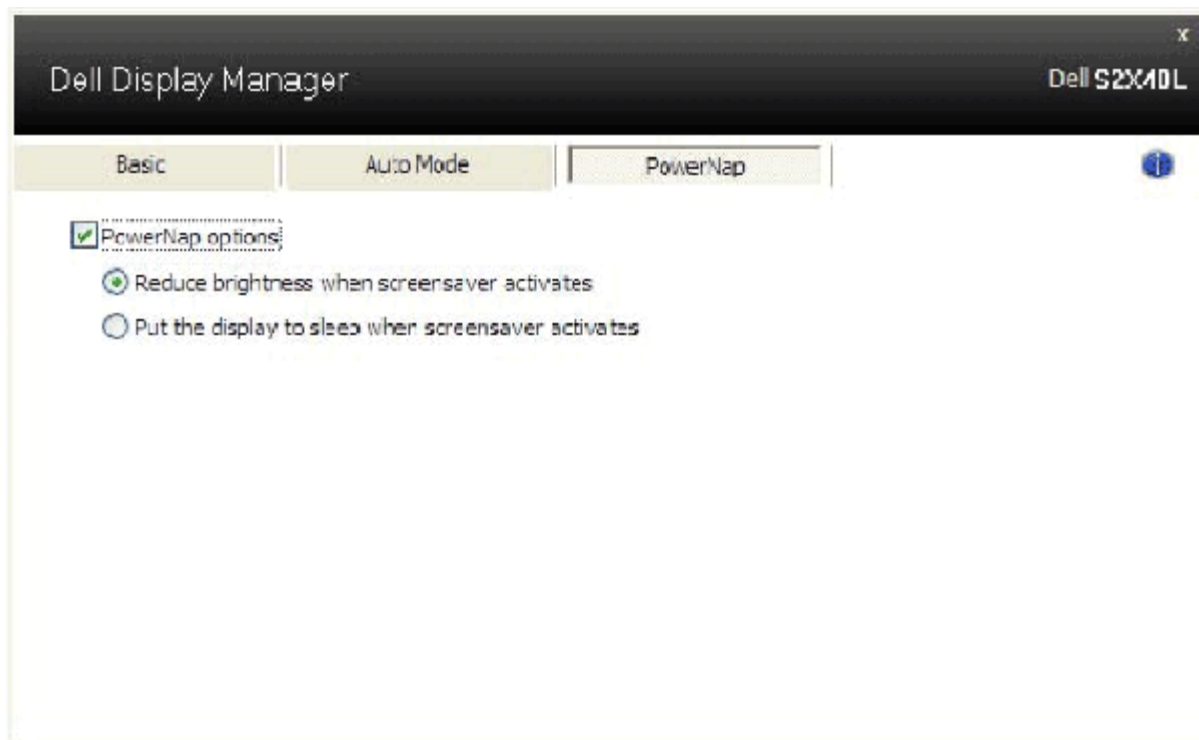 x
Dell Display Manager
Dell S2X40L
Basic
Auto Mode
PowerNap
PowerNap options
Reduce brightness when screensaver activates
Put the display to sleep when screensaver activates